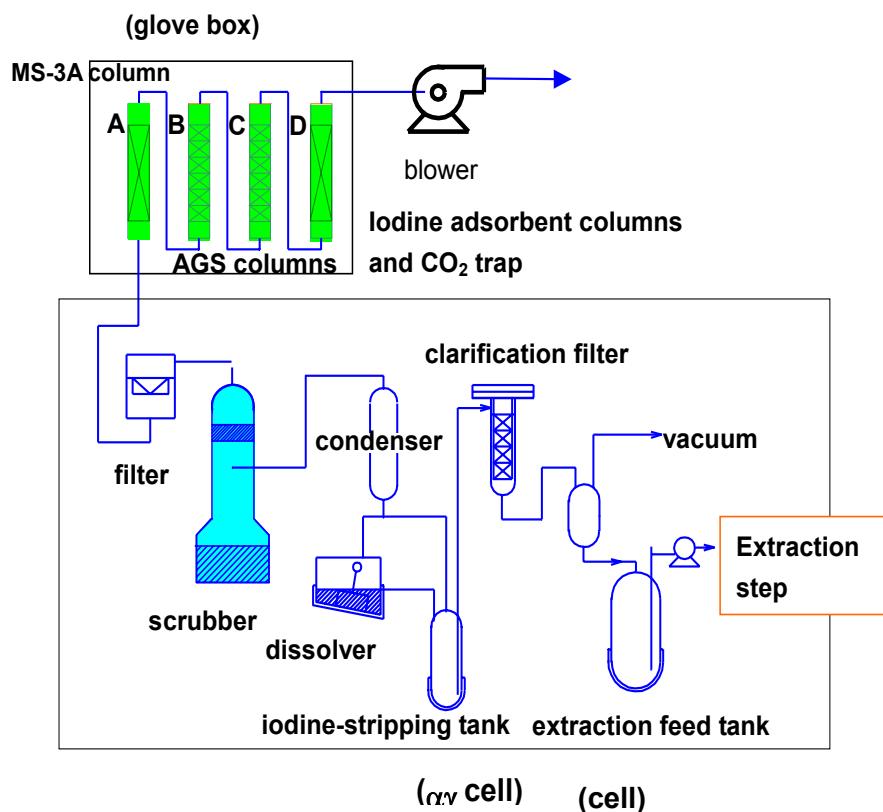 (glove box)
MS-3A column
A
B
C
D
blower
AGS columns
Iodine adsorbent columns
and CO₂ trap
clarification filter
condenser
vacuum
filter
Extraction
step
scrubber
dissolver
iodine-stripping tank
extraction feed tank
(αγ cell)
(cell)